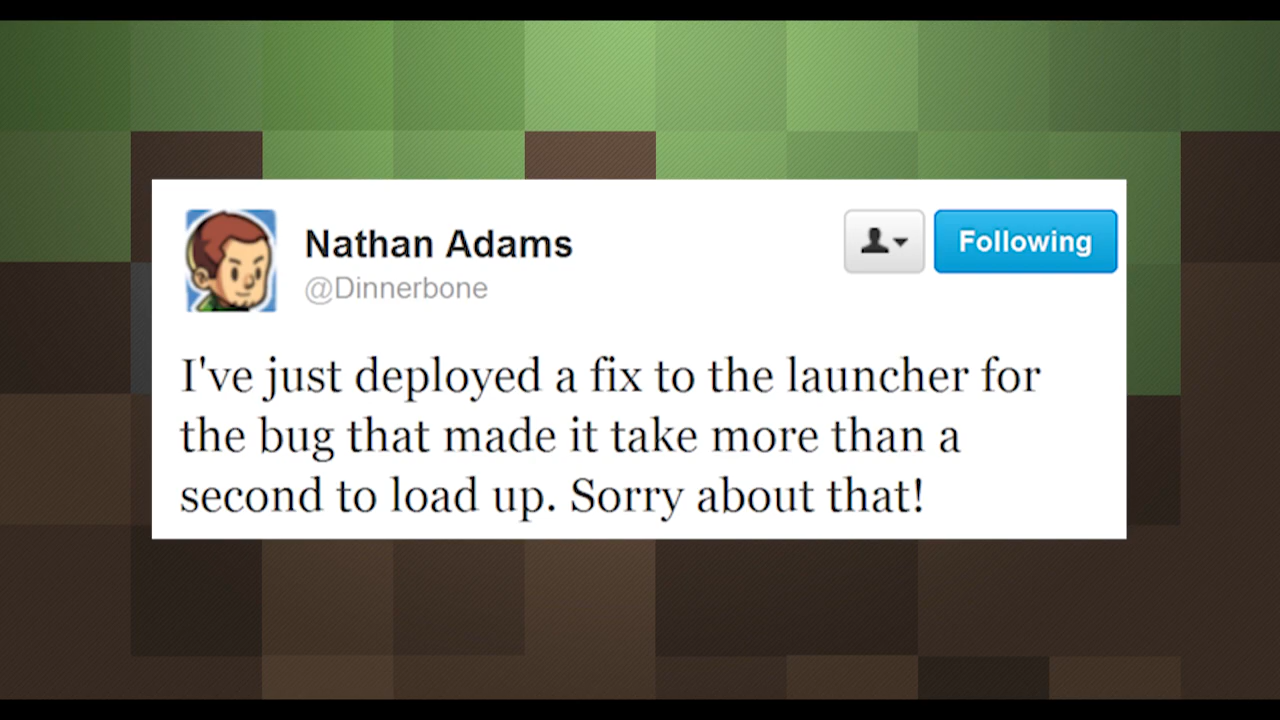 Nathan Adams
@Dinnerbone
Following
I've just deployed a fix to the launcher for
the bug that made it take more than a
second to load up. Sorry about that!